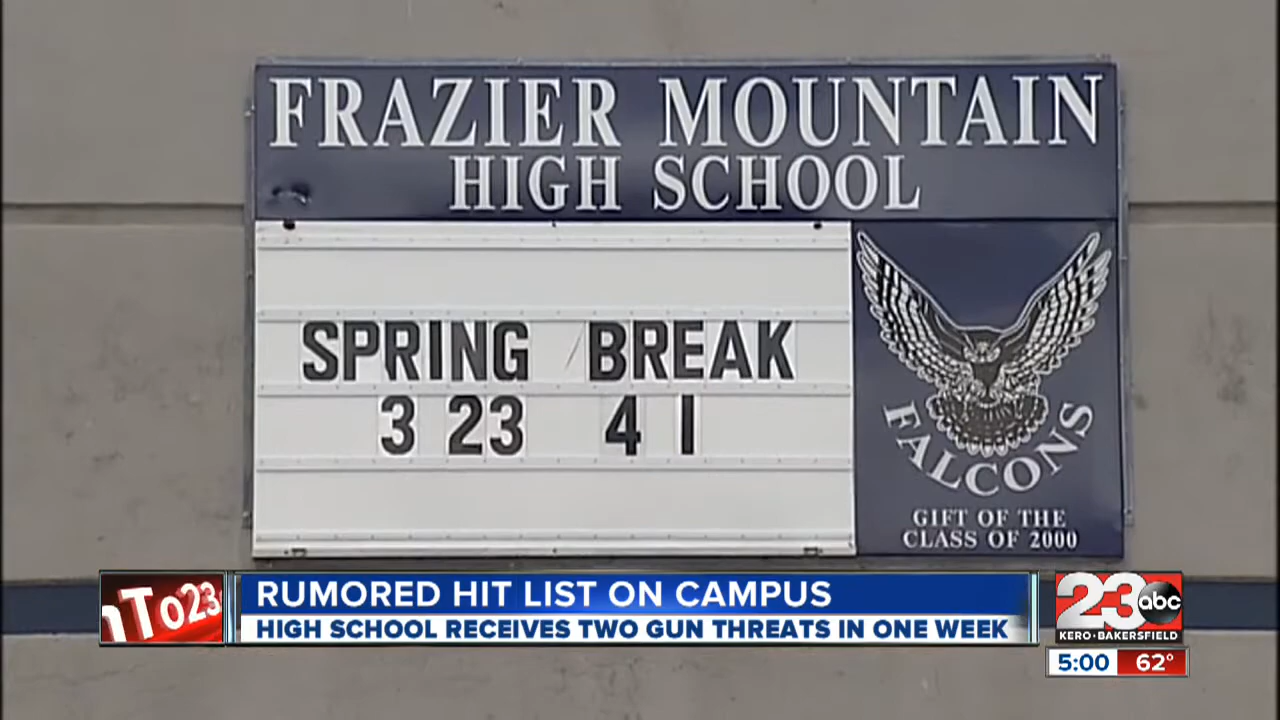 FRAZIER MOUNTAIN
HIGH SCHOOL
SPRING BREAK
3 23 4 1
FALCONS
GIFT OF THE
CLASS OF 2000
RUMORED HIT LIST ON CAMPUS
HIGH SCHOOL RECEIVES TWO GUN THREATS IN ONE WEEK
23 abc
KERO·BAKERSFIELD
5:00 62°